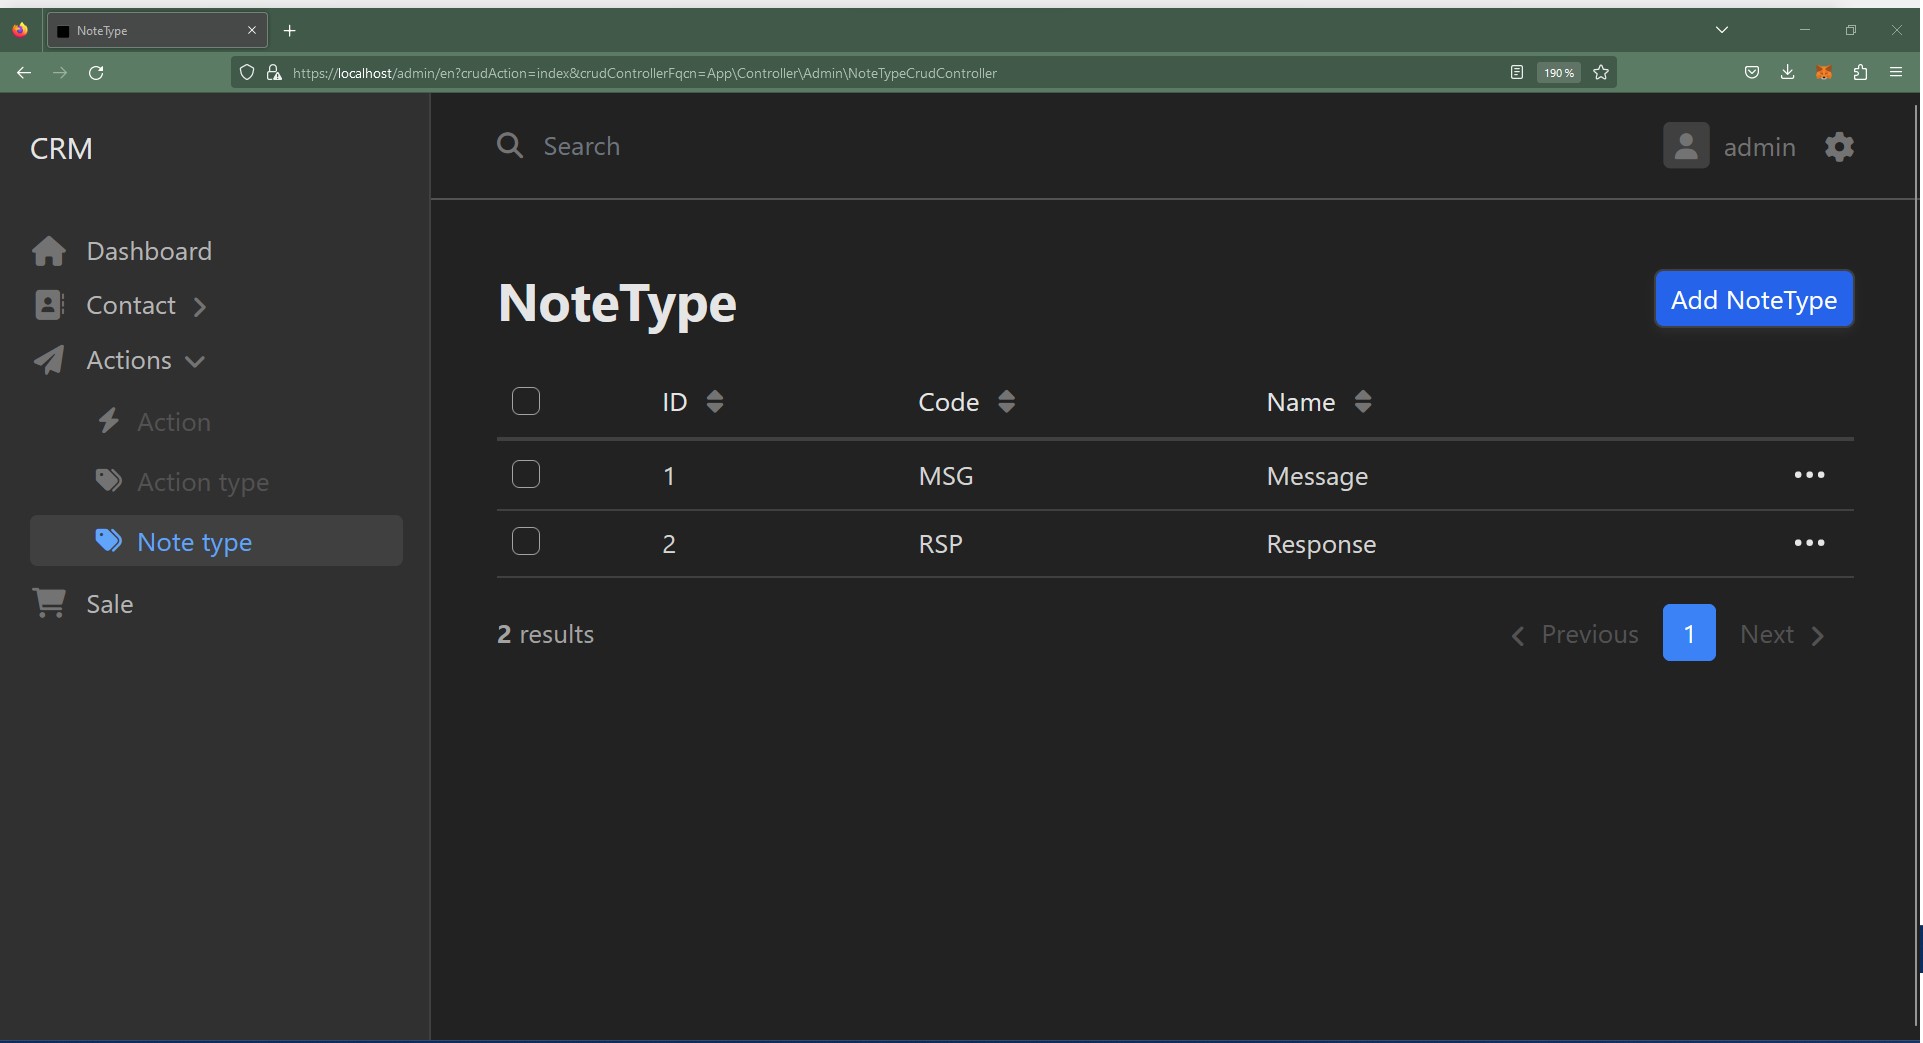 NoteType
https://localhost/admin/en?crudAction=index&crudControllerFqcn=App\Controller\Admin\NoteTypeCrudController
190%
CRM
Search
admin
Dashboard
Contact
Actions
Action
Action type
Note type
Sale
NoteType
Add NoteType
ID Code Name
1 MSG Message
2 RSP Response
2 results
Previous 1 Next